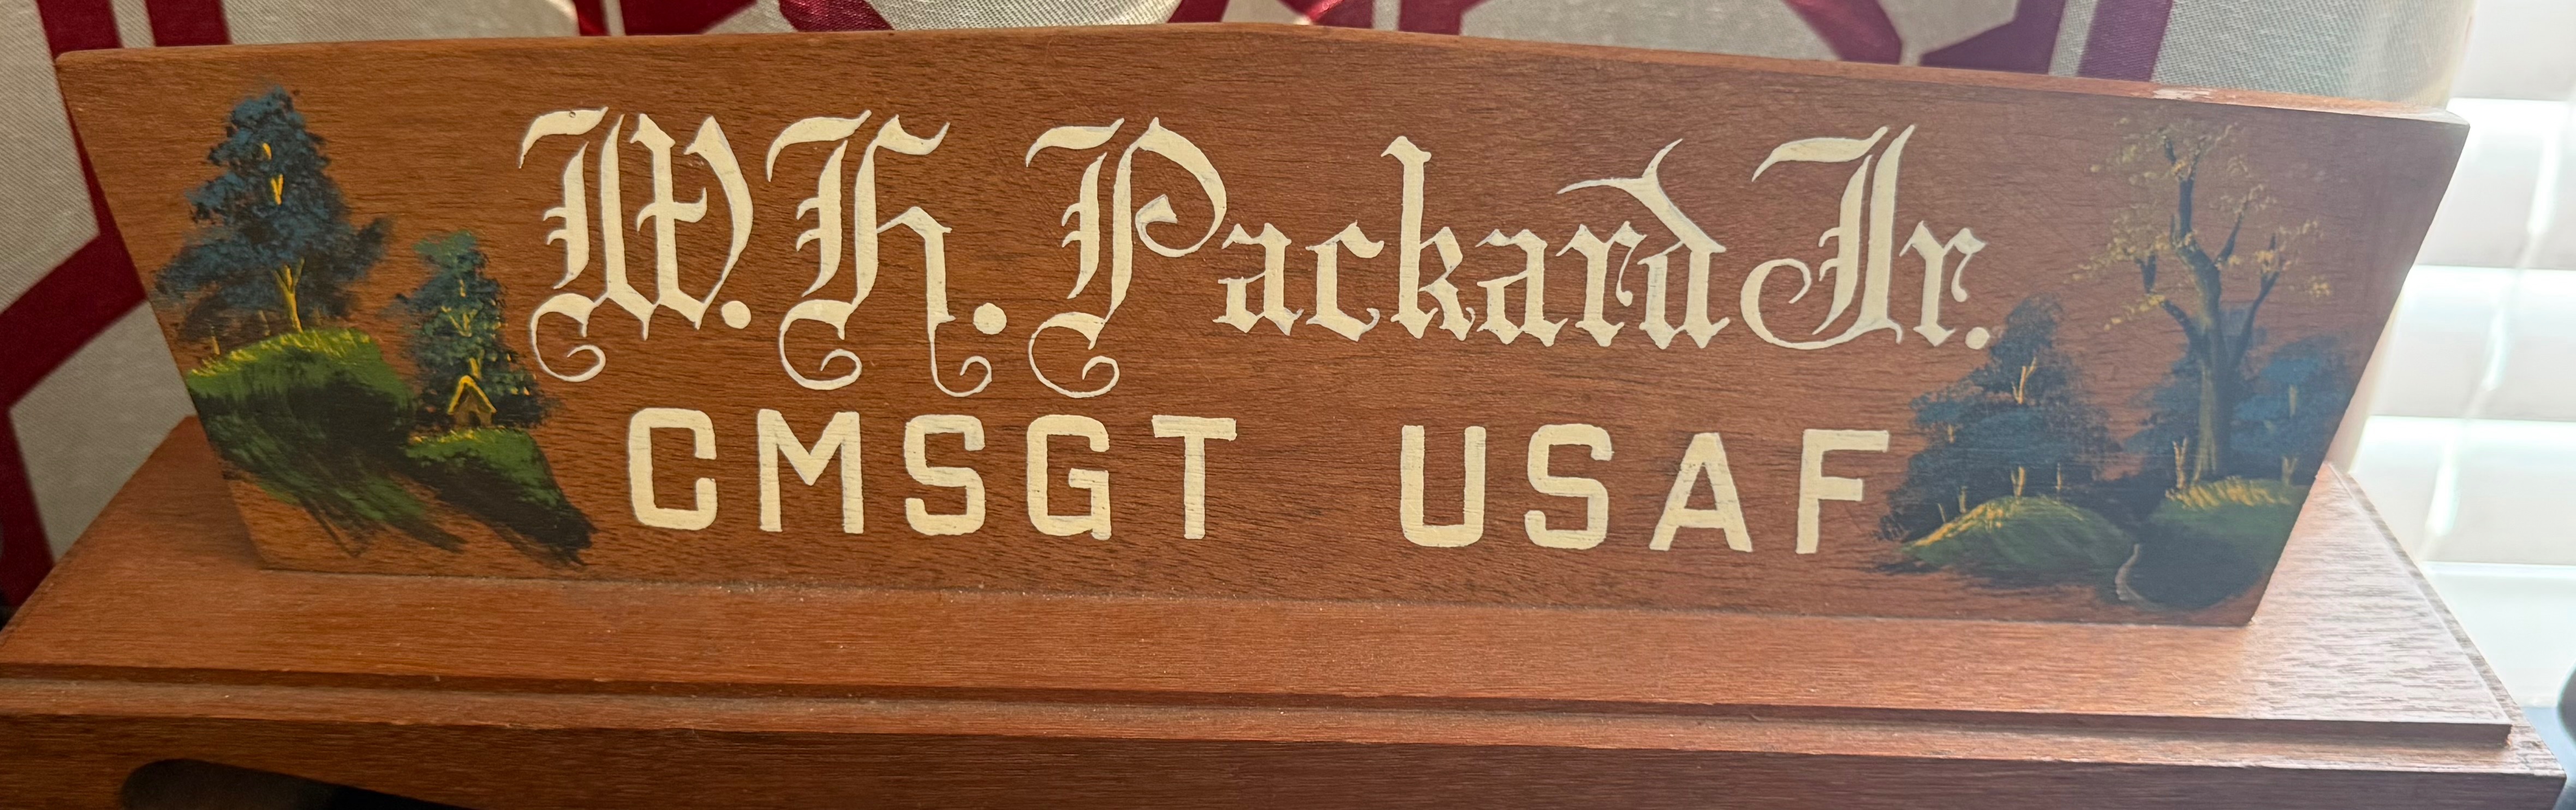 W. H. Packard Jr.
CMSGT USAF